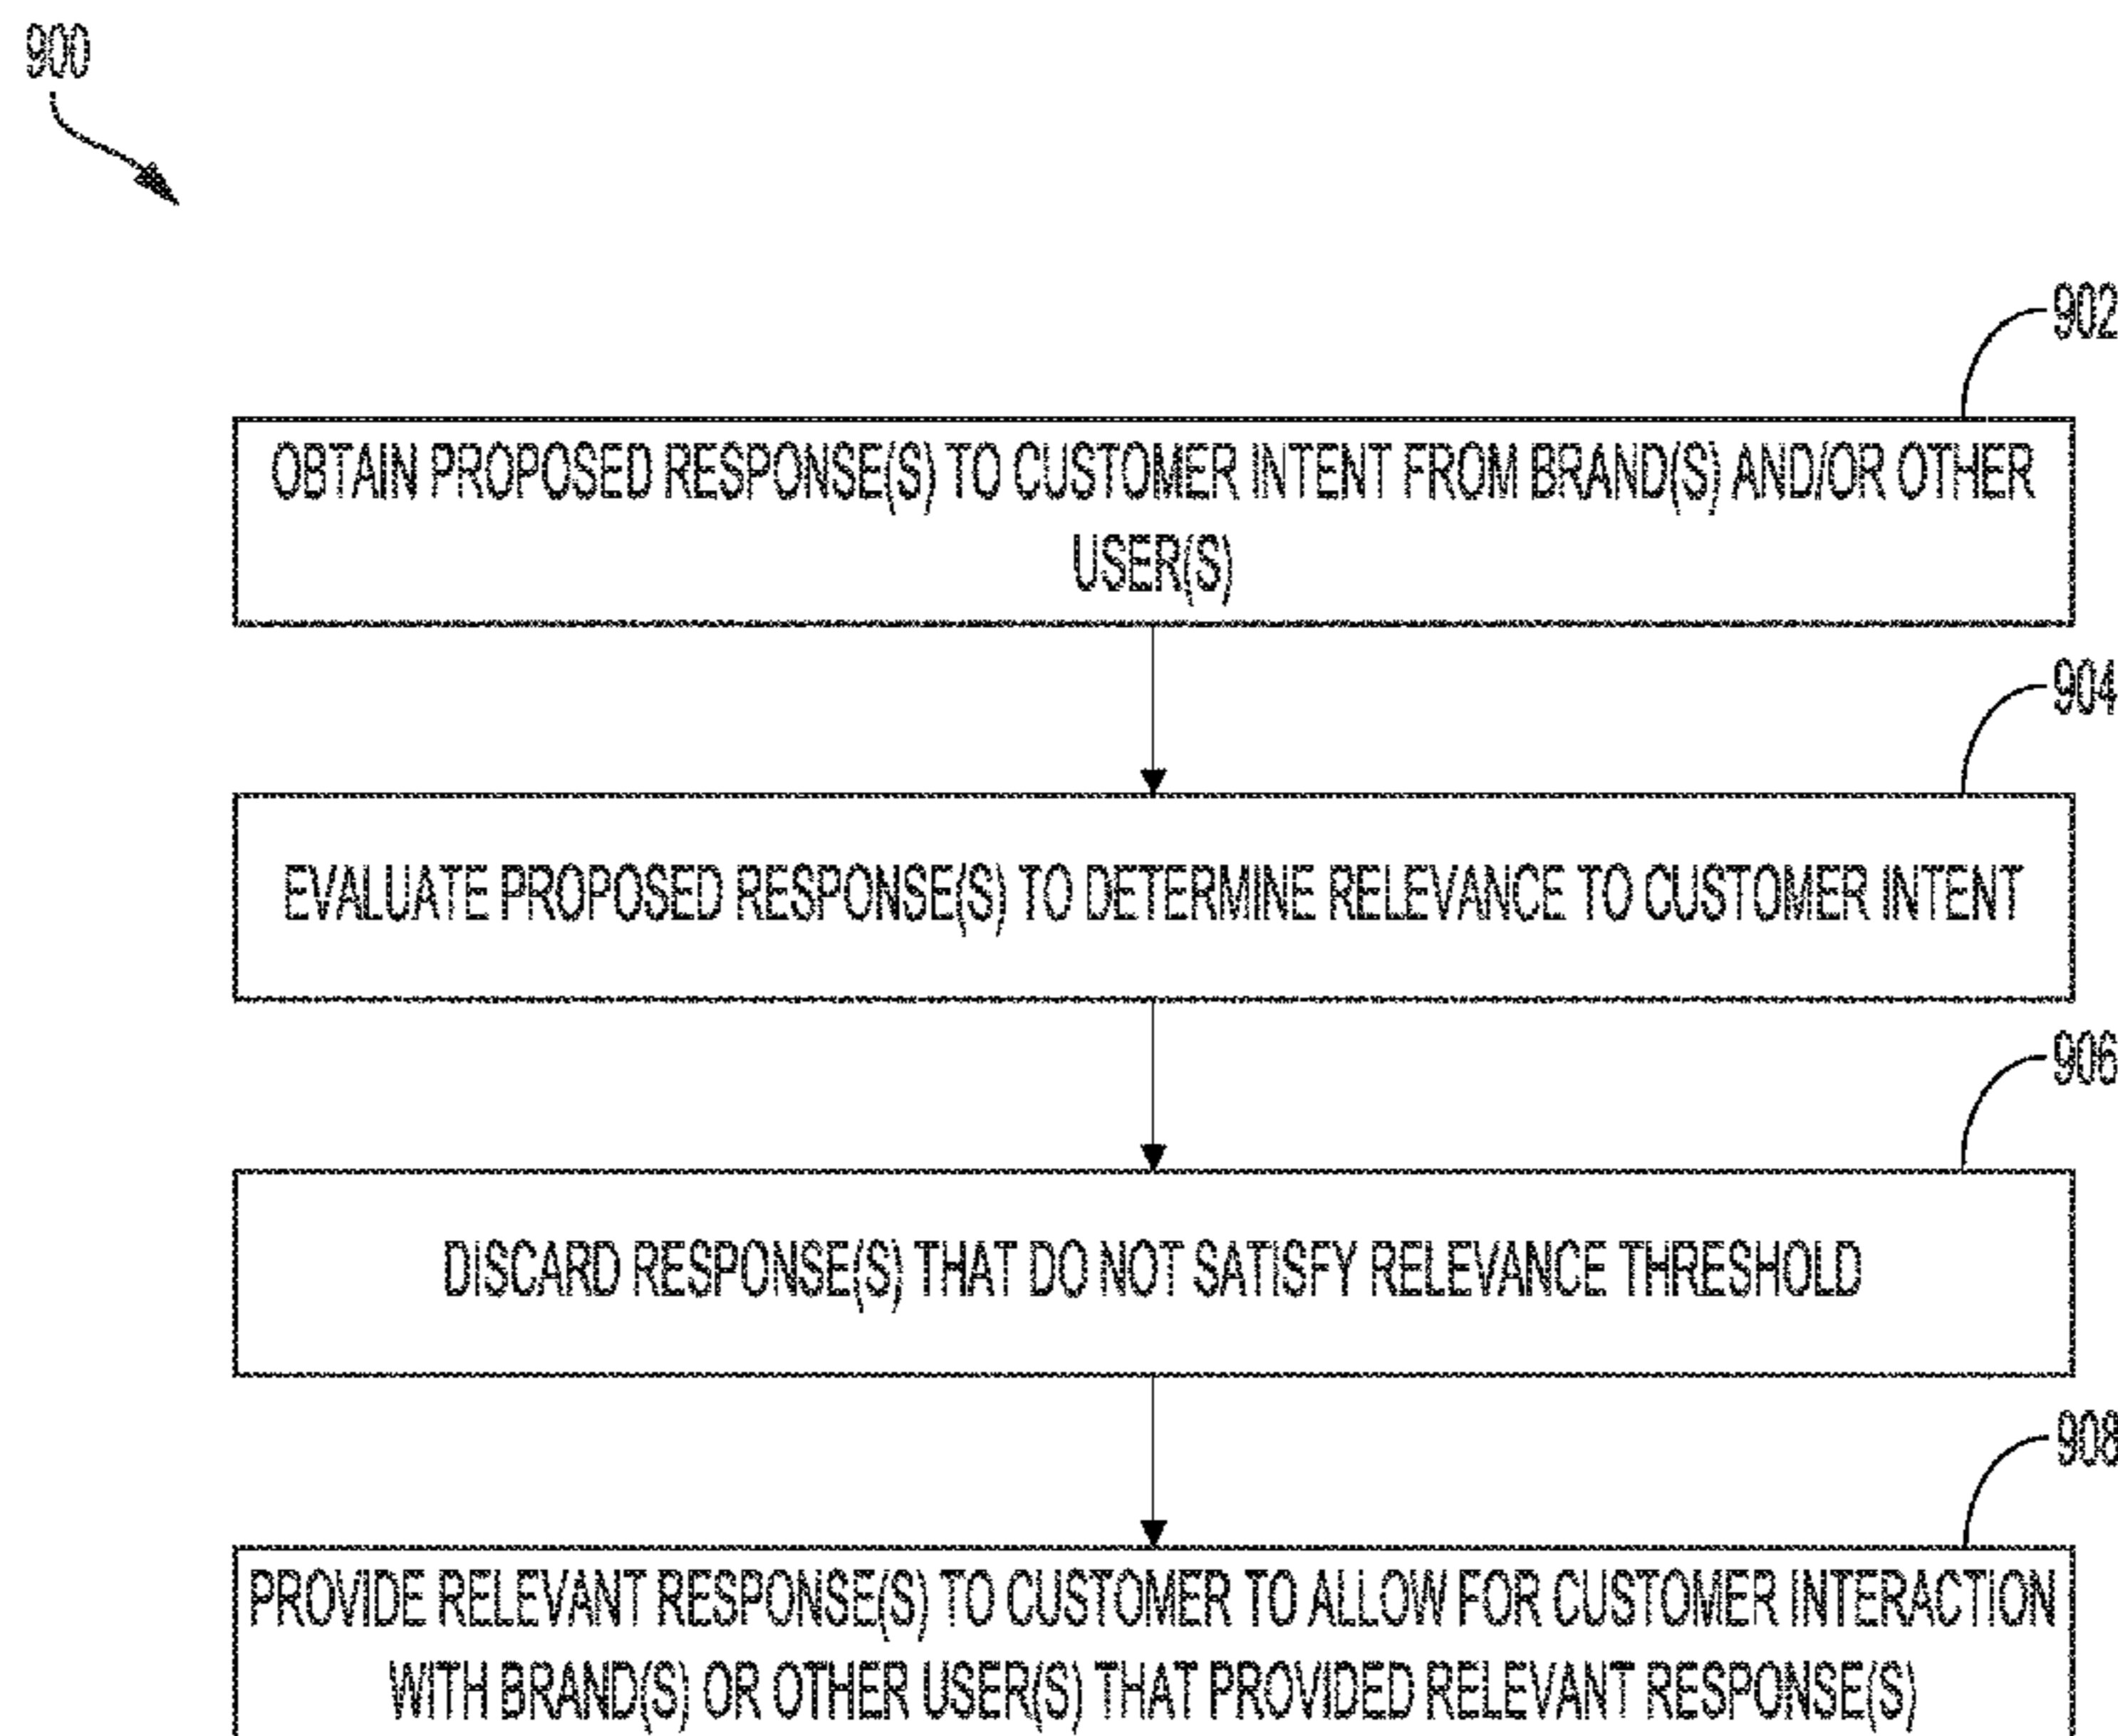 900
902
OBTAIN PROPOSED RESPONSE(S) TO CUSTOMER INTENT FROM BRAND(S) AND/OR OTHER
USER(S)
904
EVALUATE PROPOSED RESPONSE(S) TO DETERMINE RELEVANCE TO CUSTOMER INTENT
906
DISCARD RESPONSE(S) THAT DO NOT SATISFY RELEVANCE THRESHOLD
908
PROVIDE RELEVANT RESPONSE(S) TO CUSTOMER TO ALLOW FOR CUSTOMER INTERACTION
WITH BRAND(S) OR OTHER USER(S) THAT PROVIDED RELEVANT RESPONSE(S)